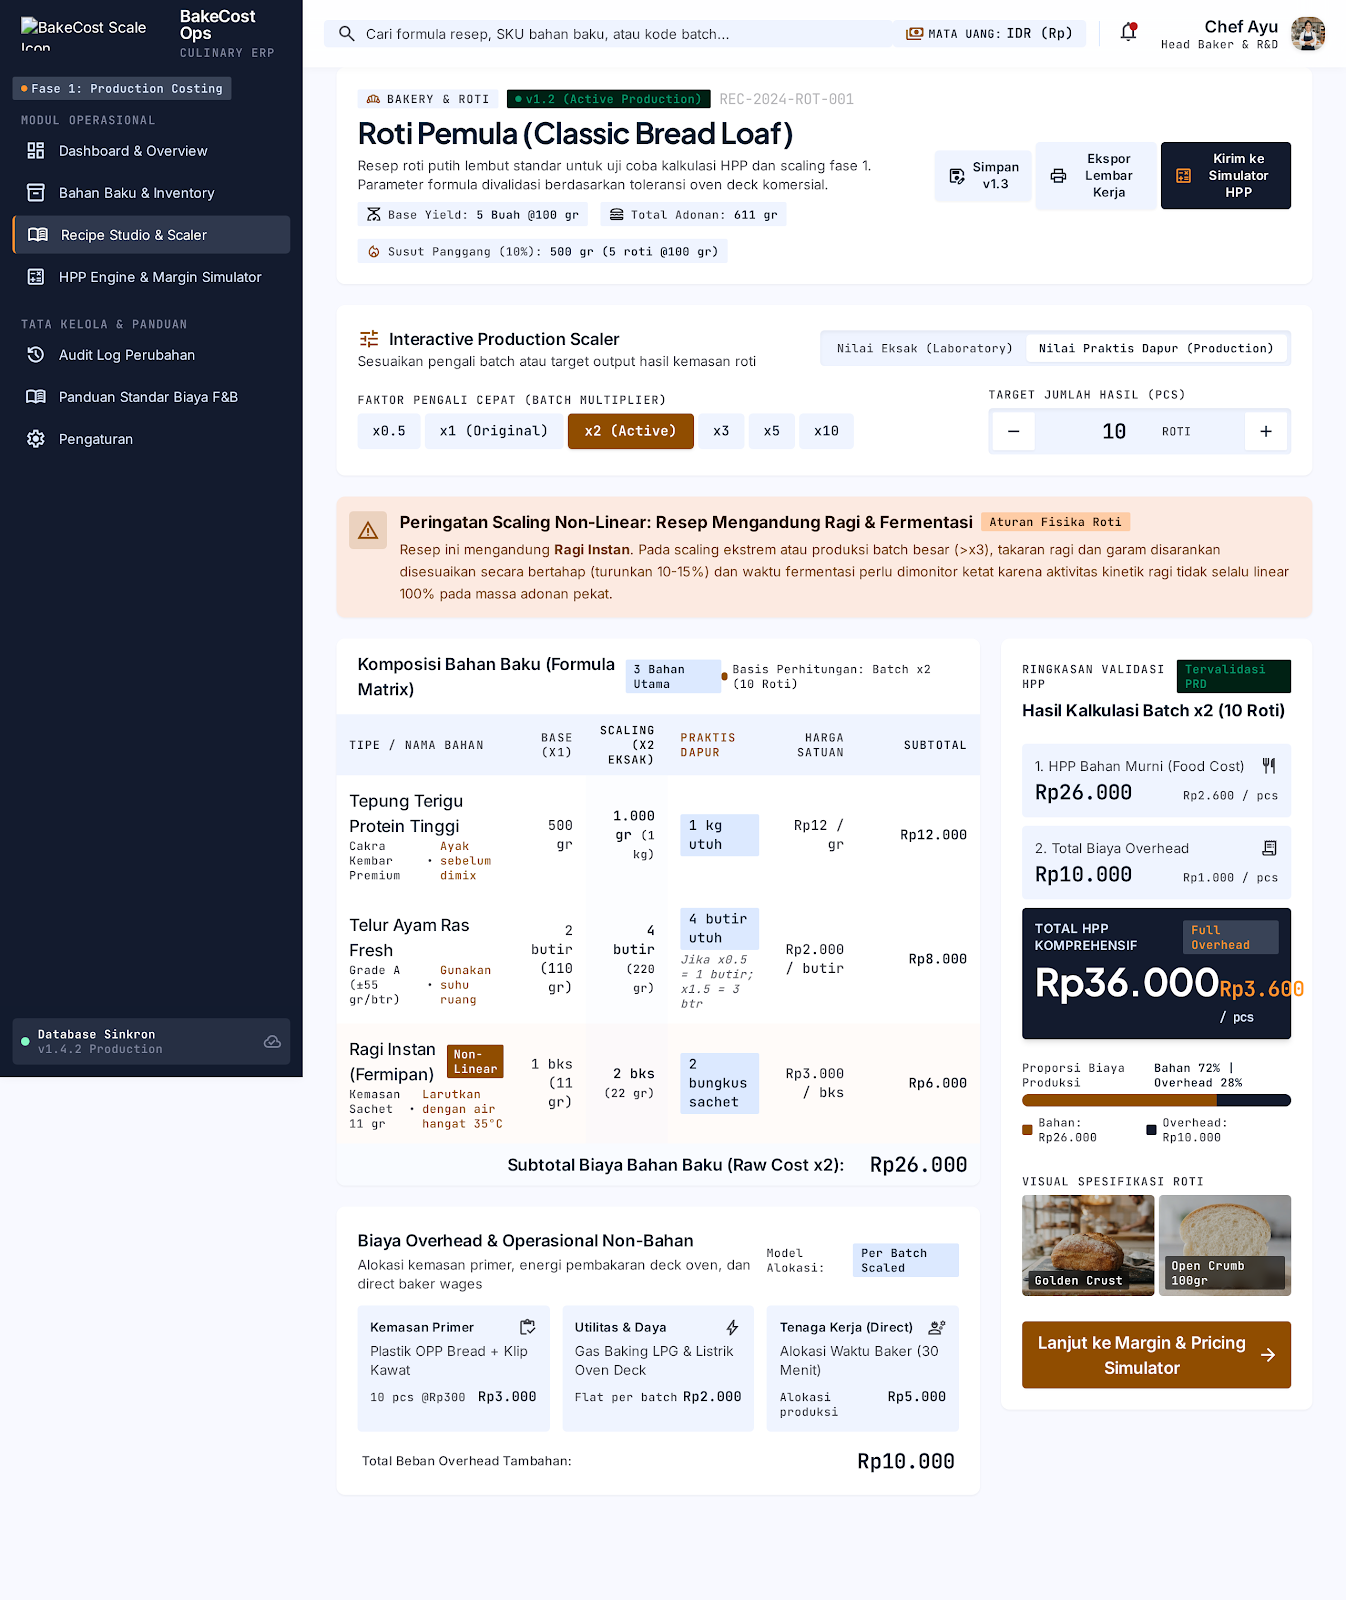 BakeCost Scale Icon
BakeCost Ops
CULINARY ERP
Fase 1: Production Costing
MODUL OPERASIONAL
Dashboard & Overview
Bahan Baku & Inventory
Recipe Studio & Scaler
HPP Engine & Margin Simulator
TATA KELOLA & PANDUAN
Audit Log Perubahan
Panduan Standar Biaya F&B
Pengaturan
Database Sinkron
v1.4.2 Production
Cari formula resep, SKU bahan baku, atau kode batch...
MATA UANG: IDR (Rp)
Chef Ayu
Head Baker & R&D
BAKERY & ROTI
v1.2 (Active Production)
REC-2024-ROT-001
Roti Pemula (Classic Bread Loaf)
Resep roti putih lembut standar untuk uji coba kalkulasi HPP dan scaling fase 1.
Parameter formula divalidasi berdasarkan toleransi oven deck komersial.
Base Yield: 5 Buah @100 gr
Total Adonan: 611 gr
Susut Panggang (10%): 500 gr (5 roti @100 gr)
Simpan
v1.3
Ekspor
Lembar
Kerja
Kirim ke
Simulator
HPP
Interactive Production Scaler
Sesuaikan pengali batch atau target output hasil kemasan roti
Nilai Eksak (Laboratory)
Nilai Praktis Dapur (Production)
FAKTOR PENGALI CEPAT (BATCH MULTIPLIER)
x0.5
x1 (Original)
x2 (Active)
x3
x5
x10
TARGET JUMLAH HASIL (PCS)
− 10 ROTI +
Peringatan Scaling Non-Linear: Resep Mengandung Ragi & Fermentasi
Aturan Fisika Roti
Resep ini mengandung Ragi Instan. Pada scaling ekstrem atau produksi batch besar (>x3), takaran ragi dan garam disarankan
disesuaikan secara bertahap (turunkan 10-15%) dan waktu fermentasi perlu dimonitor ketat karena aktivitas kinetik ragi tidak selalu linear
100% pada massa adonan pekat.
Komposisi Bahan Baku (Formula
Matrix)
3 Bahan
Utama
Basis Perhitungan: Batch x2
(10 Roti)
TIPE / NAMA BAHAN
BASE
(X1)
SCALING
(X2
EKSAK)
PRAKTIS
DAPUR
HARGA
SATUAN
SUBTOTAL
Tepung Terigu
Protein Tinggi
Cakra
Kembar
Premium
•
Ayak
sebelum
dimix
500
gr
1.000
gr (1
kg)
1 kg
utuh
Rp12 /
gr
Rp12.000
Telur Ayam Ras
Fresh
Grade A
(±55
gr/btr)
•
Gunakan
suhu
ruang
2
butir
(110
gr)
4
butir
(220
gr)
4 butir
utuh
Jika x0.5
= 1 butir;
x1.5 = 3
btr
Rp2.000
/ butir
Rp8.000
Ragi Instan
(Fermipan)
Non-
Linear
Kemasan
Sachet
11 gr
•
Larutkan
dengan air
hangat 35°C
1 bks
(11
gr)
2 bks
(22 gr)
2
bungkus
sachet
Rp3.000
/ bks
Rp6.000
Subtotal Biaya Bahan Baku (Raw Cost x2): Rp26.000
Biaya Overhead & Operasional Non-Bahan
Alokasi kemasan primer, energi pembakaran deck oven, dan
direct baker wages
Model
Alokasi:
Per Batch
Scaled
Kemasan Primer
Plastik OPP Bread + Klip
Kawat
10 pcs @Rp300 Rp3.000
Utilitas & Daya
Gas Baking LPG & Listrik
Oven Deck
Flat per batch Rp2.000
Tenaga Kerja (Direct)
Alokasi Waktu Baker (30
Menit)
Alokasi
produksi
Rp5.000
Total Beban Overhead Tambahan: Rp10.000
RINGKASAN VALIDASI
HPP
Tervalidasi
PRD
Hasil Kalkulasi Batch x2 (10 Roti)
1. HPP Bahan Murni (Food Cost)
Rp26.000 Rp2.600 / pcs
2. Total Biaya Overhead
Rp10.000 Rp1.000 / pcs
TOTAL HPP
KOMPREHENSIF
Full
Overhead
Rp36.000 Rp3.600
/ pcs
Proporsi Biaya
Produksi
Bahan 72% |
Overhead 28%
Bahan:
Rp26.000
Overhead:
Rp10.000
VISUAL SPESIFIKASI ROTI
Golden Crust
Open Crumb
100gr
Lanjut ke Margin & Pricing
Simulator